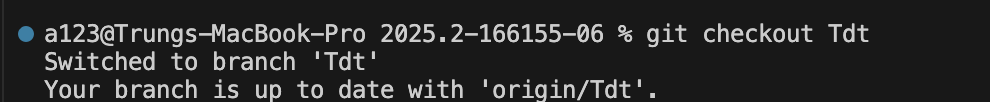 a123@Trungs-MacBook-Pro 2025.2-166155-06 % git checkout Tdt
Switched to branch 'Tdt'
Your branch is up to date with 'origin/Tdt'.